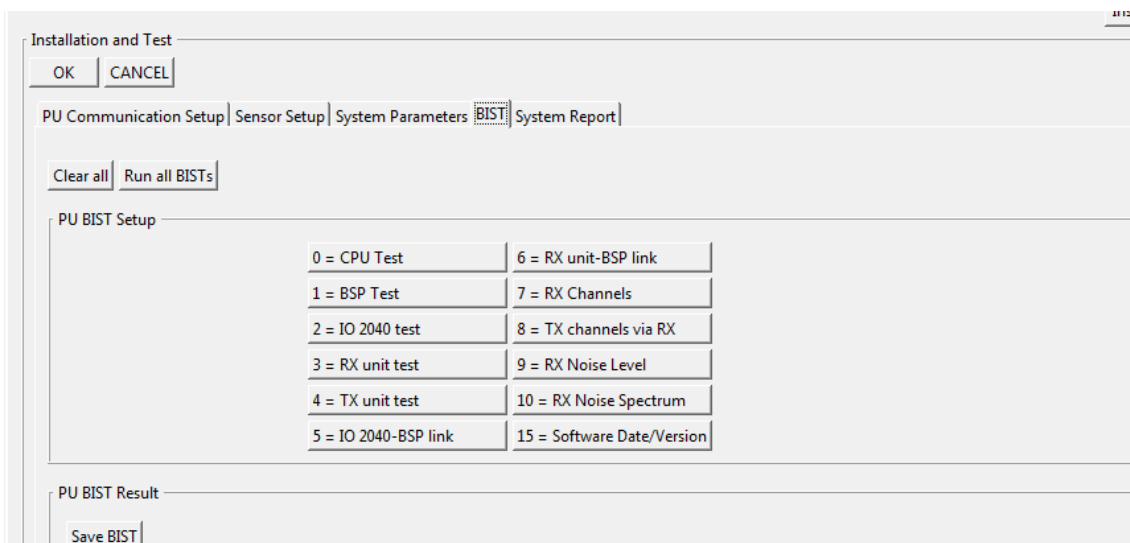 Installation and Test
OK CANCEL
PU Communication Setup Sensor Setup System Parameters BIST System Report
Clear all Run all BISTs
PU BIST Setup
0 = CPU Test 6 = RX unit-BSP link
1 = BSP Test 7 = RX Channels
2 = IO 2040 test 8 = TX channels via RX
3 = RX unit test 9 = RX Noise Level
4 = TX unit test 10 = RX Noise Spectrum
5 = IO 2040-BSP link 15 = Software Date/Version
PU BIST Result
Save BIST